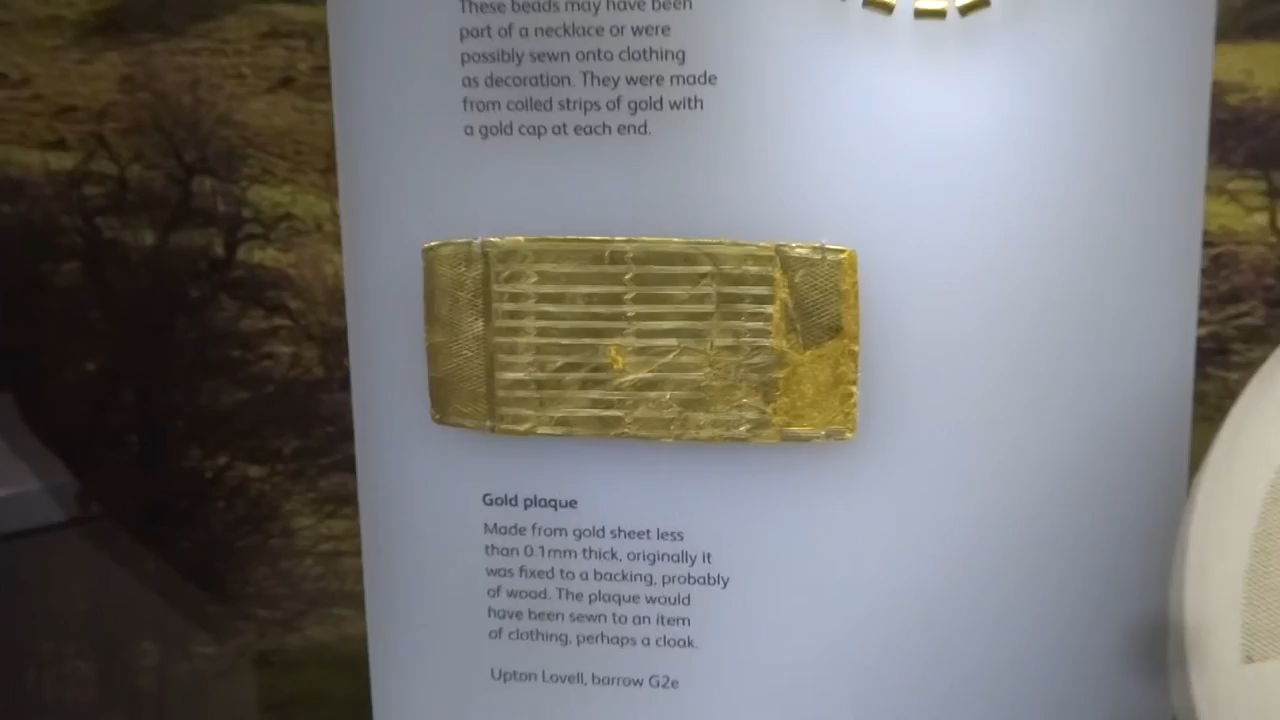 These beads may have been
part of a necklace or were
possibly sewn onto clothing
as decoration. They were made
from coiled strips of gold with
a gold cap at each end.
Gold plaque
Made from gold sheet less
than 0.1mm thick, originally it
was fixed to a backing, probably
of wood. The plaque would
have been sewn to an item
of clothing, perhaps a cloak.
Upton Lovell, barrow G2e